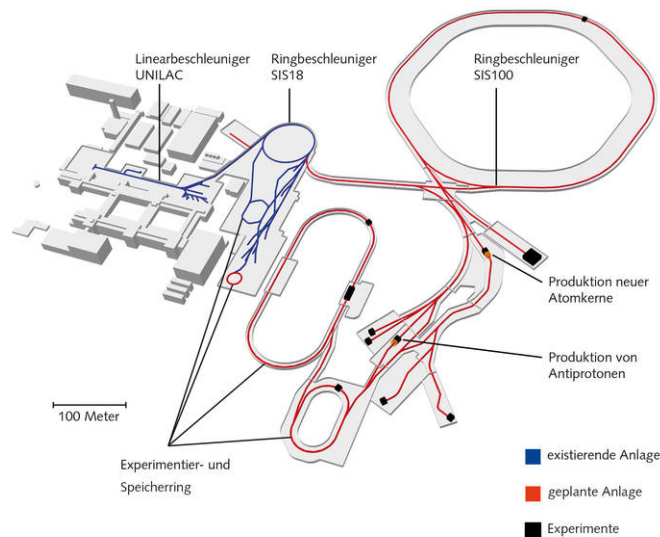 Linearbeschleuniger
UNILAC
Ringbeschleuniger
SIS18
Ringbeschleuniger
SIS100
Produktion neuer
Atomkerne
Produktion von
Antiprotonen
100 Meter
Experimentier- und
Speicherring
existierende Anlage
geplante Anlage
Experimente